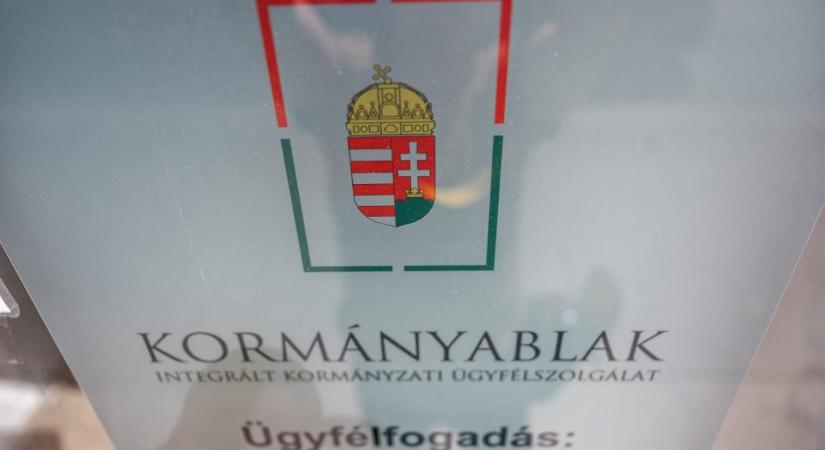 KORMÁNYABLAK
INTEGRÁLT KORMÁNYZATI ÜGYFÉLSZOLGÁLAT
Ügyfélfogadás: